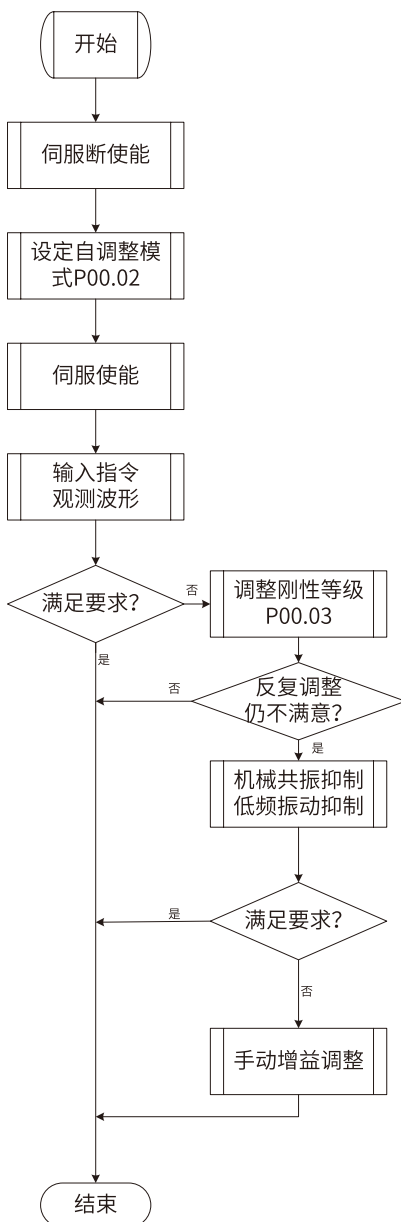 开始
伺服断使能
设定自调整模
式P00.02
伺服使能
输入指令
观测波形
满足要求?
否
调整刚性等级
P00.03
是
否
反复调整
仍不满意?
是
机械共振抑制
低频振动抑制
是
满足要求?
否
手动增益调整
结束